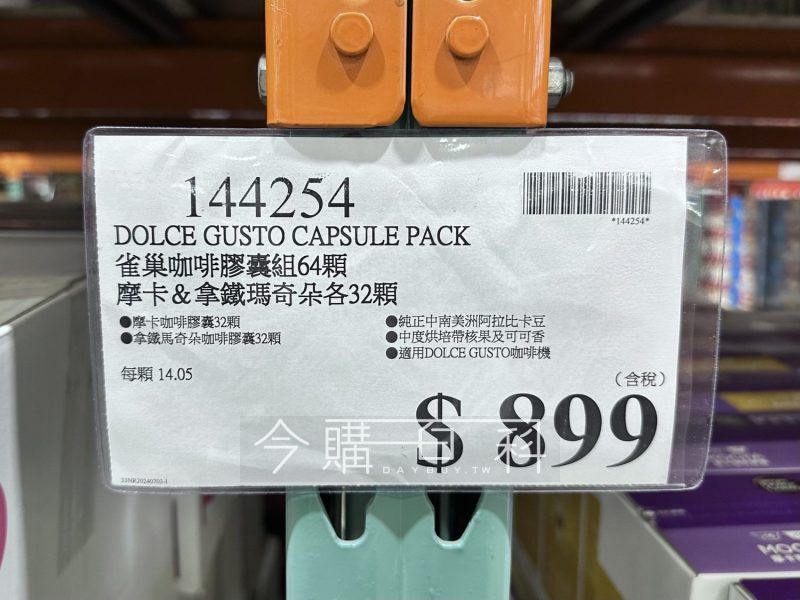 144254
*144254*
DOLCE GUSTO CAPSULE PACK
雀巢咖啡膠囊組64顆
摩卡＆拿鐵瑪奇朵各32顆
●摩卡咖啡膠囊32顆
●拿鐵馬奇朵咖啡膠囊32顆
●純正中南美洲阿拉比卡豆
●中度烘培帶核果及可可香
●適用DOLCE GUSTO咖啡機
每顆 14.05
（含稅）
$ 899
今購百科
DAYBUY.TW